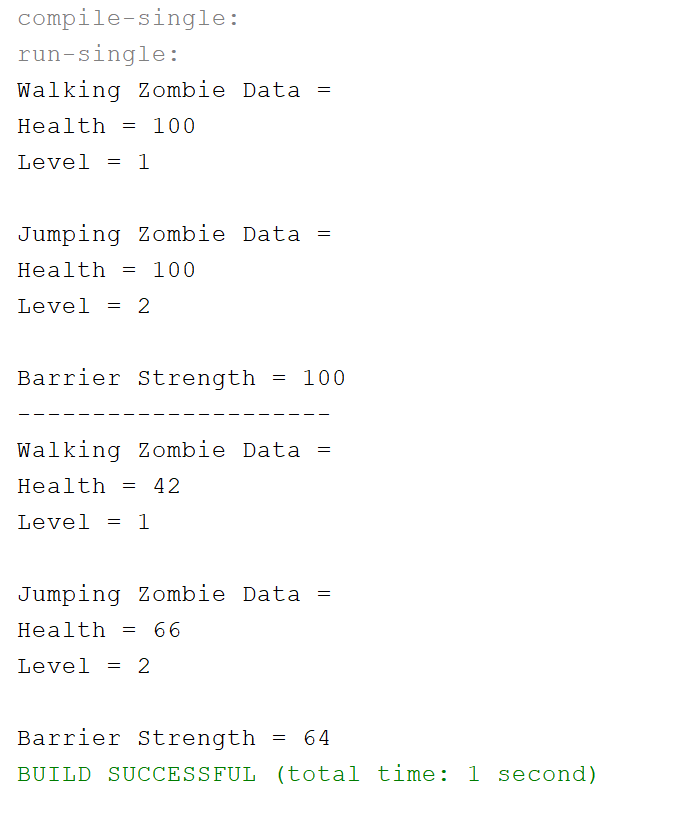 compile-single:
run-single:
Walking Zombie Data =
Health = 100
Level = 1

Jumping Zombie Data =
Health = 100
Level = 2

Barrier Strength = 100
---------------------
Walking Zombie Data =
Health = 42
Level = 1

Jumping Zombie Data =
Health = 66
Level = 2

Barrier Strength = 64
BUILD SUCCESSFUL (total time: 1 second)